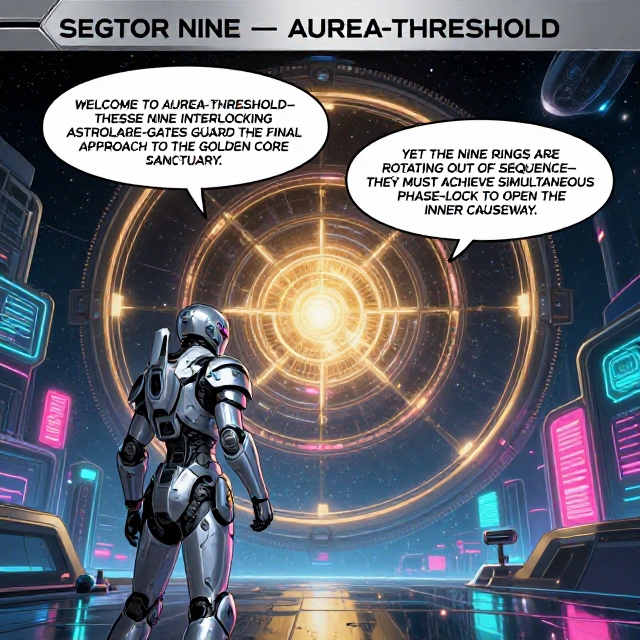 SEGTOR NINE — AUREA-THRESHOLD
WELCOME TO AUREA-THRESHOLD—
THESSE NINE INTERLOCKING
ASTROLARE-GATES GUARD THE FINAL
APPROACH TO THE GOLDEN CORE
SANCTUARY.
YET THE NINE RINGS ARE
ROTATING OUT OF SEQUENCE—
THEY MUST ACHIEVE SIMULTANEOUS
PHASE-LOCK TO OPEN THE
INNER CAUSEWAY.